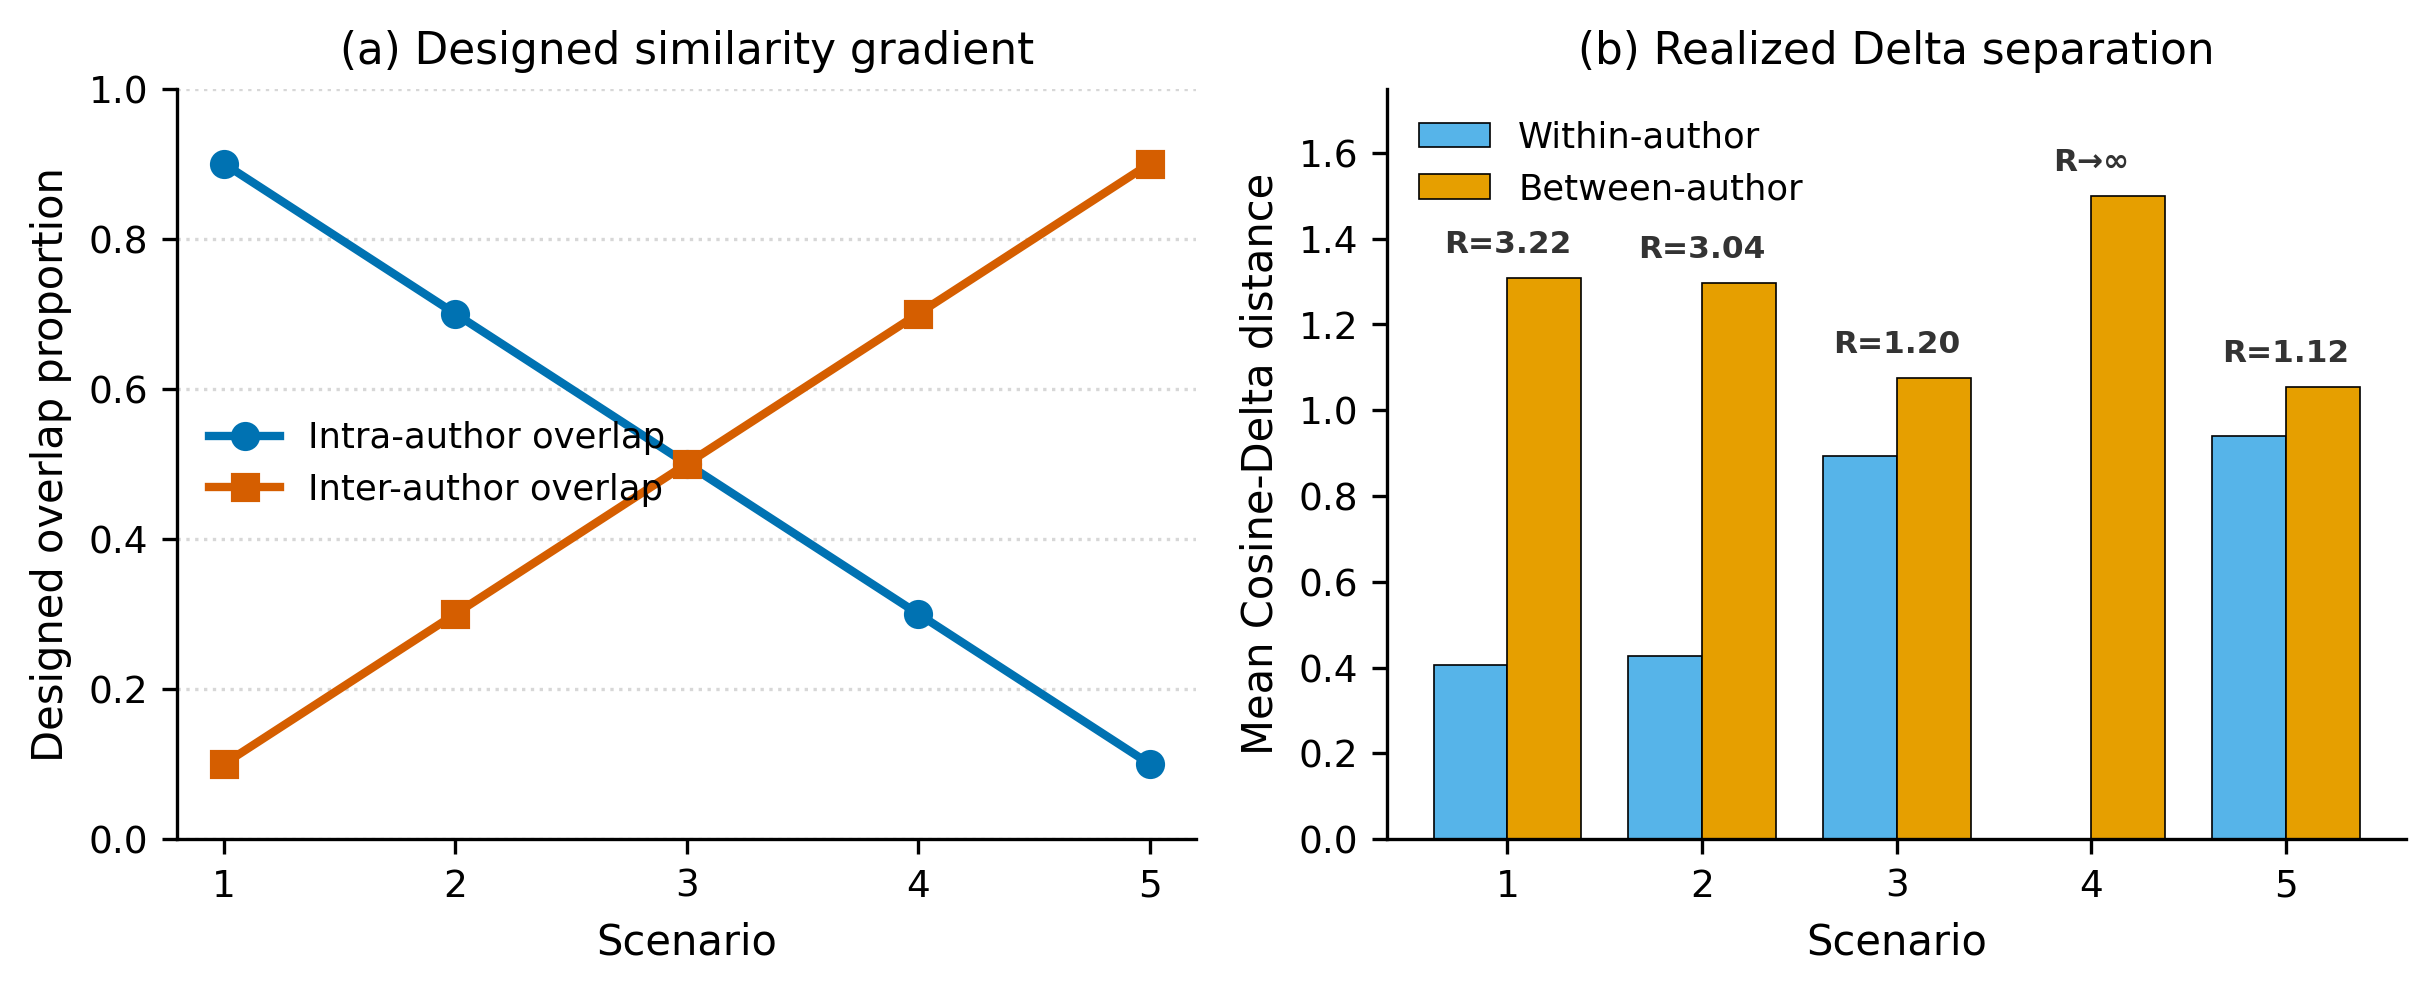 (a) Designed similarity gradient
Designed overlap proportion
1.0
0.8
0.6
0.4
0.2
0.0
Intra-author overlap
Inter-author overlap
1 2 3 4 5
Scenario
(b) Realized Delta separation
Mean Cosine-Delta distance
1.6
1.4
1.2
1.0
0.8
0.6
0.4
0.2
0.0
Within-author
Between-author
R=3.22
R=3.04
R=1.20
R→∞
R=1.12
1 2 3 4 5
Scenario